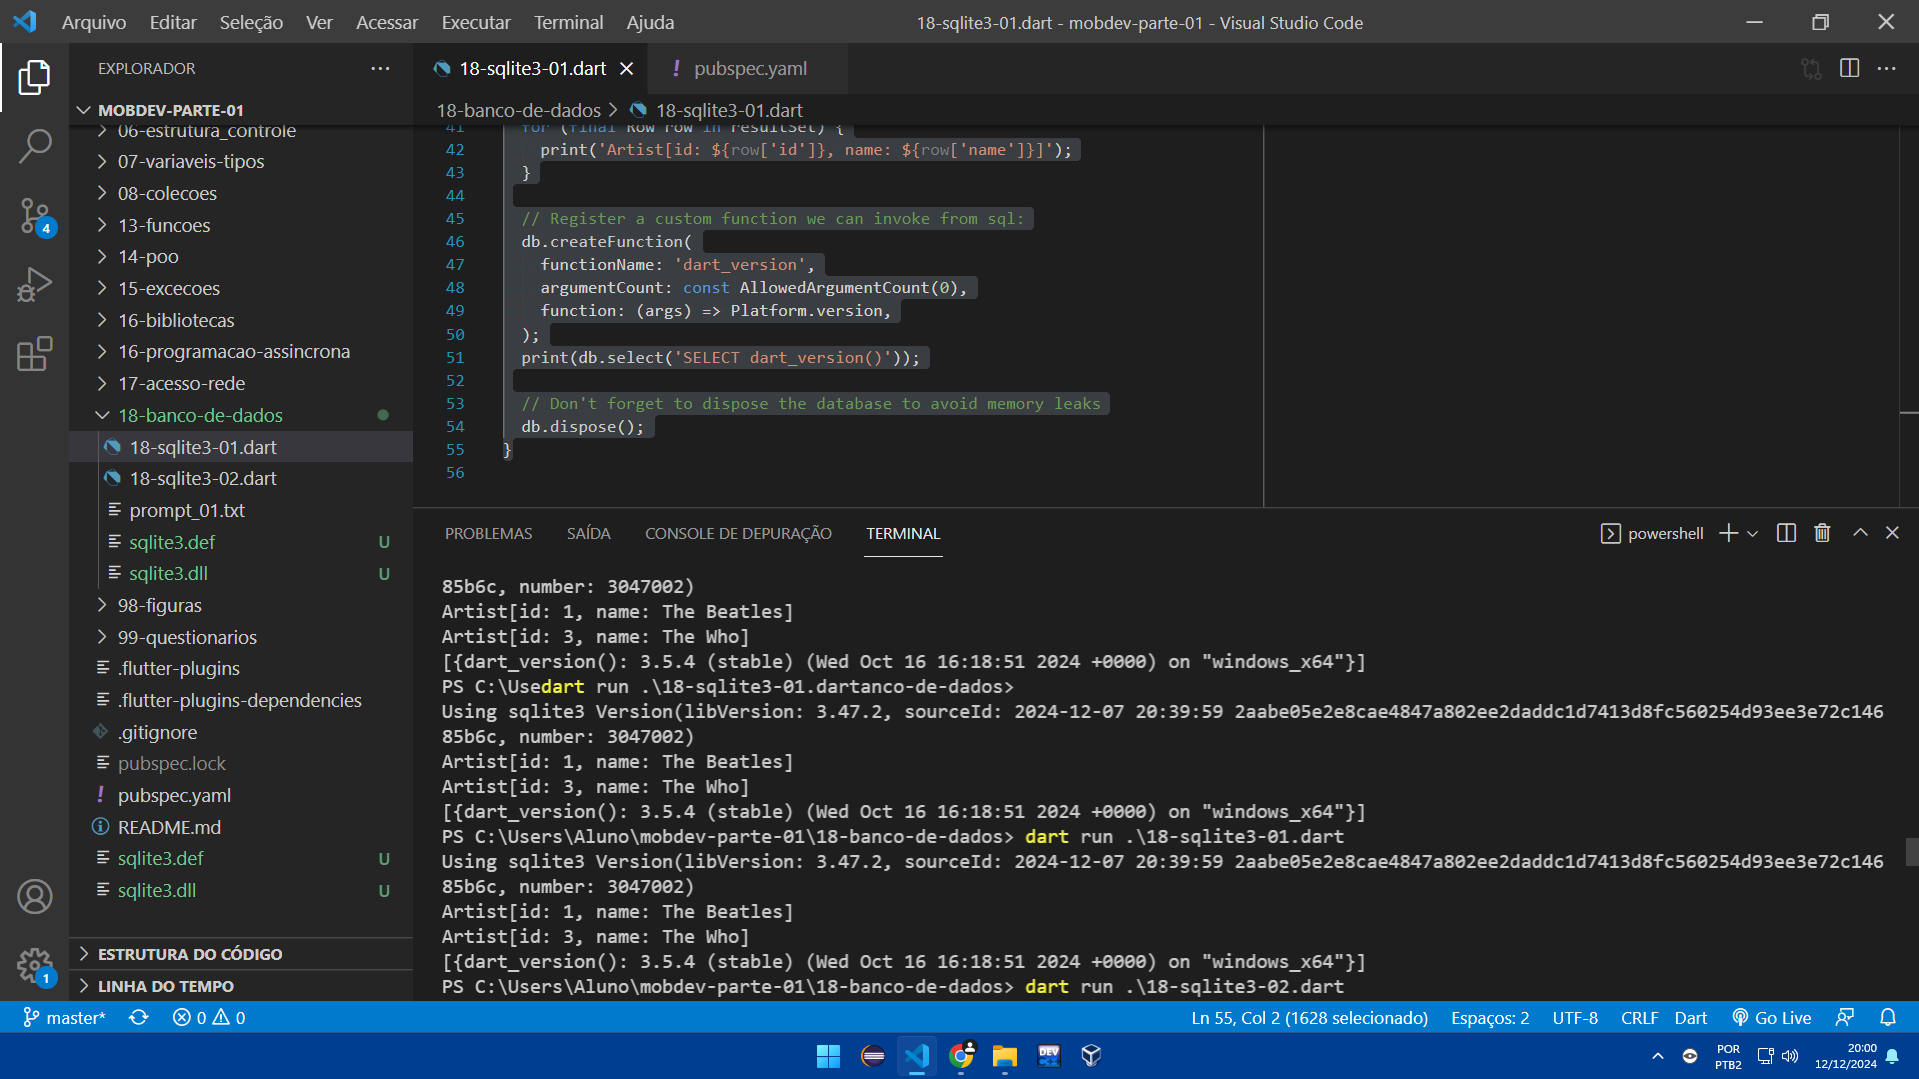 Arquivo Editar Seleção Ver Acessar Executar Terminal Ajuda
18-sqlite3-01.dart - mobdev-parte-01 - Visual Studio Code
EXPLORADOR
MOBDEV-PARTE-01
06-estrutura_controle
07-variaveis-tipos
08-colecoes
13-funcoes
14-poo
15-excecoes
16-bibliotecas
16-programacao-assincrona
17-acesso-rede
18-banco-de-dados
18-sqlite3-01.dart
18-sqlite3-02.dart
prompt_01.txt
sqlite3.def U
sqlite3.dll U
98-figuras
99-questionarios
.flutter-plugins
.flutter-plugins-dependencies
.gitignore
pubspec.lock
! pubspec.yaml
README.md
sqlite3.def U
sqlite3.dll U
ESTRUTURA DO CÓDIGO
LINHA DO TEMPO
4
1
18-sqlite3-01.dart
! pubspec.yaml
18-banco-de-dados > 18-sqlite3-01.dart
41 for (final Row row in resultSet) {
42 print('Artist[id: ${row['id']}, name: ${row['name']}]');
43 }
44
45 // Register a custom function we can invoke from sql:
46 db.createFunction(
47 functionName: 'dart_version',
48 argumentCount: const AllowedArgumentCount(0),
49 function: (args) => Platform.version,
50 );
51 print(db.select('SELECT dart_version()'));
52
53 // Don't forget to dispose the database to avoid memory leaks
54 db.dispose();
55 }
56
PROBLEMAS SAÍDA CONSOLE DE DEPURAÇÃO TERMINAL
powershell
85b6c, number: 3047002)
Artist[id: 1, name: The Beatles]
Artist[id: 3, name: The Who]
[{dart_version(): 3.5.4 (stable) (Wed Oct 16 16:18:51 2024 +0000) on "windows_x64"}]
PS C:\Usedart run .\18-sqlite3-01.dartanco-de-dados>
Using sqlite3 Version(libVersion: 3.47.2, sourceId: 2024-12-07 20:39:59 2aabe05e2e8cae4847a802ee2daddc1d7413d8fc560254d93ee3e72c146
85b6c, number: 3047002)
Artist[id: 1, name: The Beatles]
Artist[id: 3, name: The Who]
[{dart_version(): 3.5.4 (stable) (Wed Oct 16 16:18:51 2024 +0000) on "windows_x64"}]
PS C:\Users\Aluno\mobdev-parte-01\18-banco-de-dados> dart run .\18-sqlite3-01.dart
Using sqlite3 Version(libVersion: 3.47.2, sourceId: 2024-12-07 20:39:59 2aabe05e2e8cae4847a802ee2daddc1d7413d8fc560254d93ee3e72c146
85b6c, number: 3047002)
Artist[id: 1, name: The Beatles]
Artist[id: 3, name: The Who]
[{dart_version(): 3.5.4 (stable) (Wed Oct 16 16:18:51 2024 +0000) on "windows_x64"}]
PS C:\Users\Aluno\mobdev-parte-01\18-banco-de-dados> dart run .\18-sqlite3-02.dart
master* 0 0 Ln 55, Col 2 (1628 selecionado) Espaços: 2 UTF-8 CRLF Dart Go Live
DEV
POR
PTB2
20:00
12/12/2024